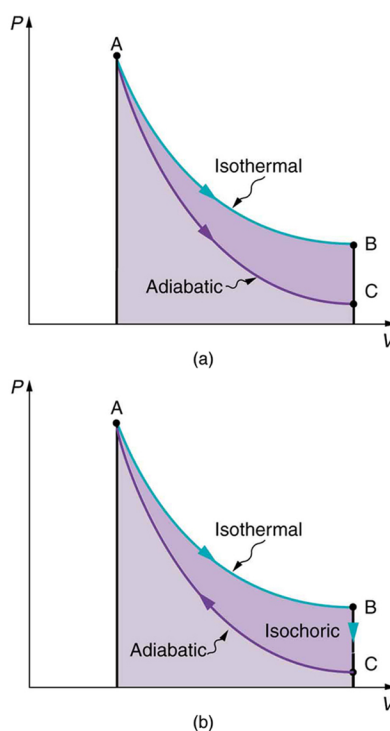 P
A
Isothermal
B
C
Adiabatic
V
(a)
P
A
Isothermal
B
Isochoric
Adiabatic
C
V
(b)